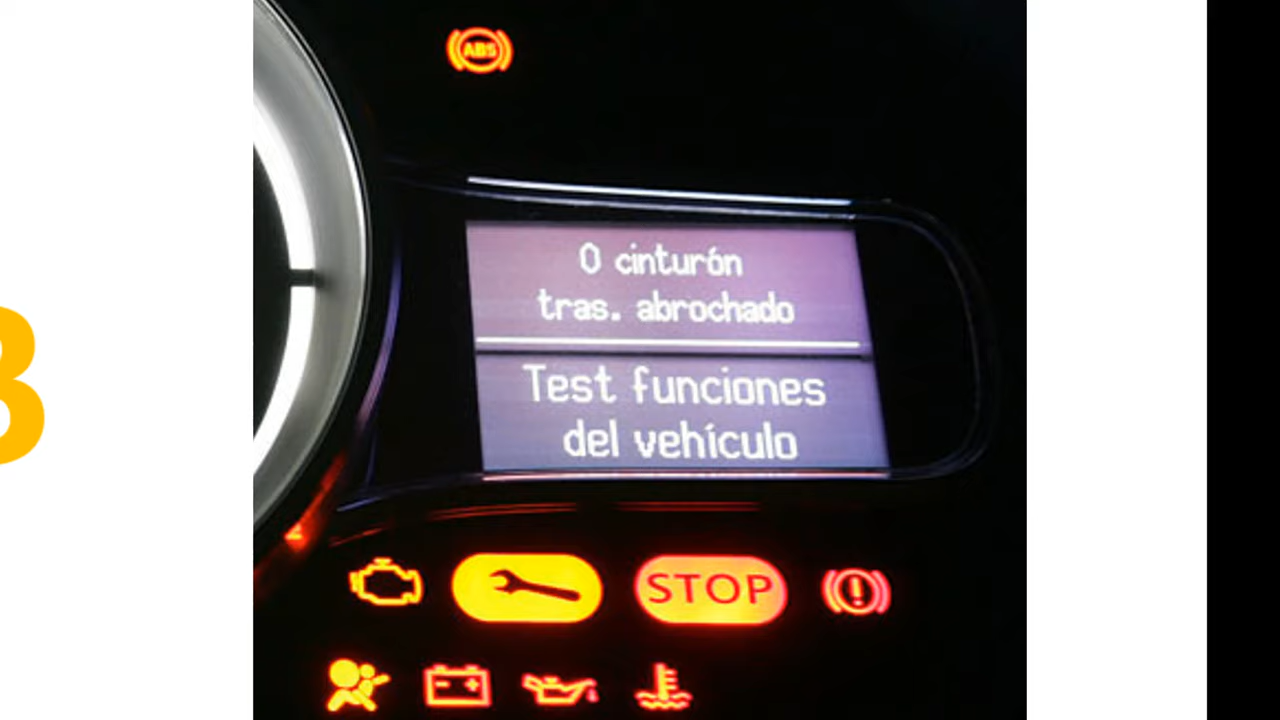 ABS
0 cinturón
tras. abrochado
Test funciones
del vehículo
STOP